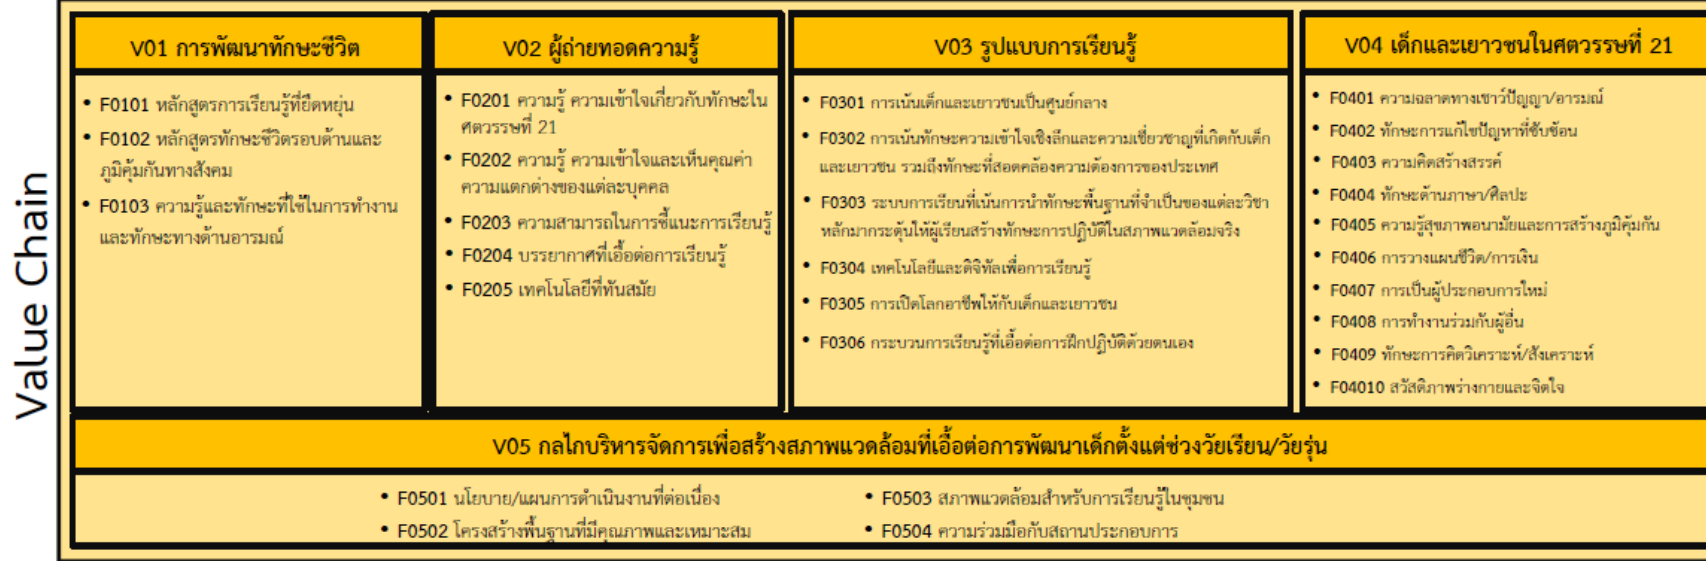 Value Chain
V01 การพัฒนาทักษะชีวิต
• F0101 หลักสูตรการเรียนรู้ที่ยืดหยุ่น
• F0102 หลักสูตรทักษะชีวิตรอบด้านและ
ภูมิคุ้มกันทางสังคม
• F0103 ความรู้และทักษะที่ใช้ในการทำงาน
และทักษะทางด้านอารมณ์
V02 ผู้ถ่ายทอดความรู้
• F0201 ความรู้ ความเข้าใจเกี่ยวกับทักษะใน
ศตวรรษที่ 21
• F0202 ความรู้ ความเข้าใจและเห็นคุณค่า
ความแตกต่างของแต่ละบุคคล
• F0203 ความสามารถในการชี้แนะการเรียนรู้
• F0204 บรรยากาศที่เอื้อต่อการเรียนรู้
• F0205 เทคโนโลยีที่ทันสมัย
V03 รูปแบบการเรียนรู้
• F0301 การเน้นเด็กและเยาวชนเป็นศูนย์กลาง
• F0302 การเน้นทักษะความเข้าใจเชิงลึกและความเชี่ยวชาญที่เกิดกับเด็ก
และเยาวชน รวมถึงทักษะที่สอดคล้องความต้องการของประเทศ
• F0303 ระบบการเรียนที่เน้นการนำทักษะพื้นฐานที่จำเป็นของแต่ละวิชา
หลักมากระตุ้นให้ผู้เรียนสร้างทักษะการปฏิบัติในสภาพแวดล้อมจริง
• F0304 เทคโนโลยีและดิจิทัลเพื่อการเรียนรู้
• F0305 การเปิดโลกอาชีพให้กับเด็กและเยาวชน
• F0306 กระบวนการเรียนรู้ที่เอื้อต่อการฝึกปฏิบัติด้วยตนเอง
V04 เด็กและเยาวชนในศตวรรษที่ 21
• F0401 ความฉลาดทางเชาว์ปัญญา/อารมณ์
• F0402 ทักษะการแก้ไขปัญหาที่ซับซ้อน
• F0403 ความคิดสร้างสรรค์
• F0404 ทักษะด้านภาษา/ศิลปะ
• F0405 ความรู้สุขภาพอนามัยและการสร้างภูมิคุ้มกัน
• F0406 การวางแผนชีวิต/การเงิน
• F0407 การเป็นผู้ประกอบการใหม่
• F0408 การทำงานร่วมกับผู้อื่น
• F0409 ทักษะการคิดวิเคราะห์/สังเคราะห์
• F04010 สวัสดิภาพร่างกายและจิตใจ
V05 กลไกบริหารจัดการเพื่อสร้างสภาพแวดล้อมที่เอื้อต่อการพัฒนาเด็กตั้งแต่ช่วงวัยเรียน/วัยรุ่น
• F0501 นโยบาย/แผนการดำเนินงานที่ต่อเนื่อง
• F0502 โครงสร้างพื้นฐานที่มีคุณภาพและเหมาะสม
• F0503 สภาพแวดล้อมสำหรับการเรียนรู้ในชุมชน
• F0504 ความร่วมมือกับสถานประกอบการ